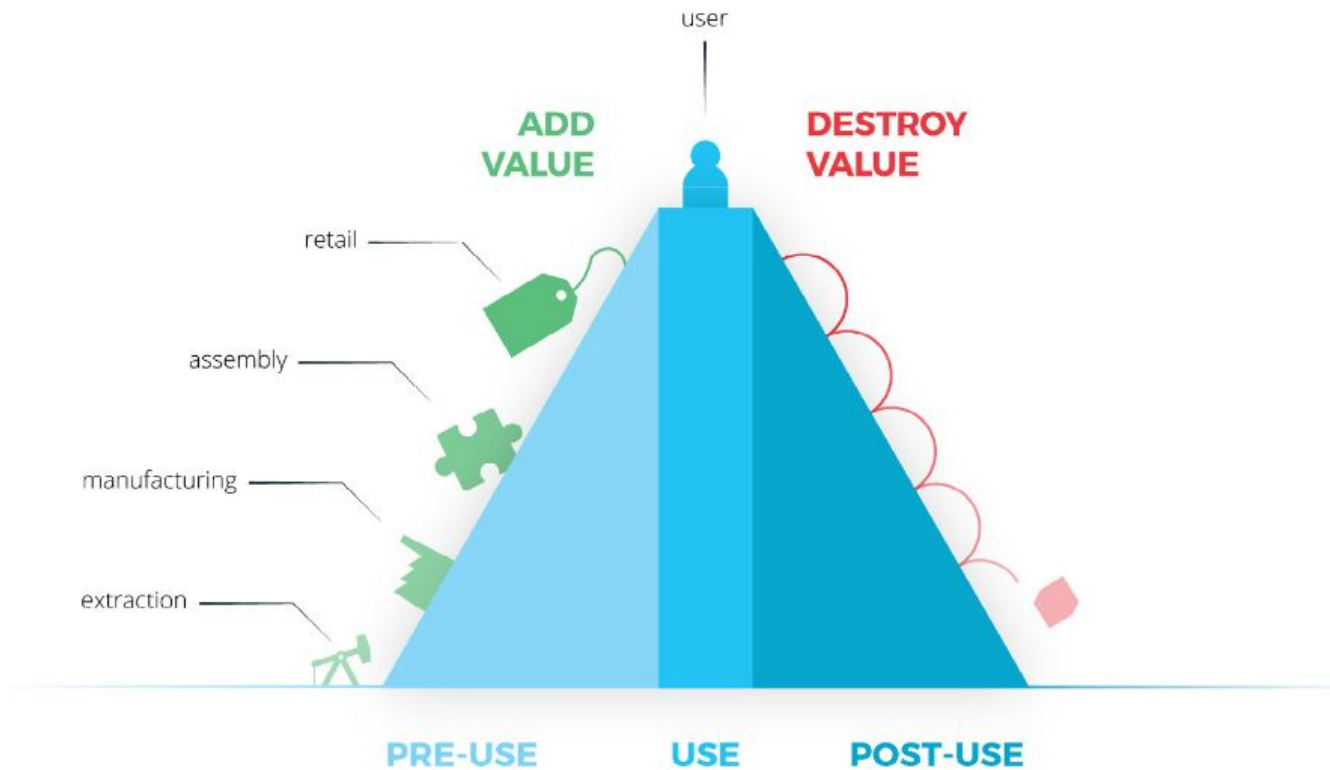 user
ADD
VALUE
DESTROY
VALUE
retail
assembly
manufacturing
extraction
PRE-USE
USE
POST-USE